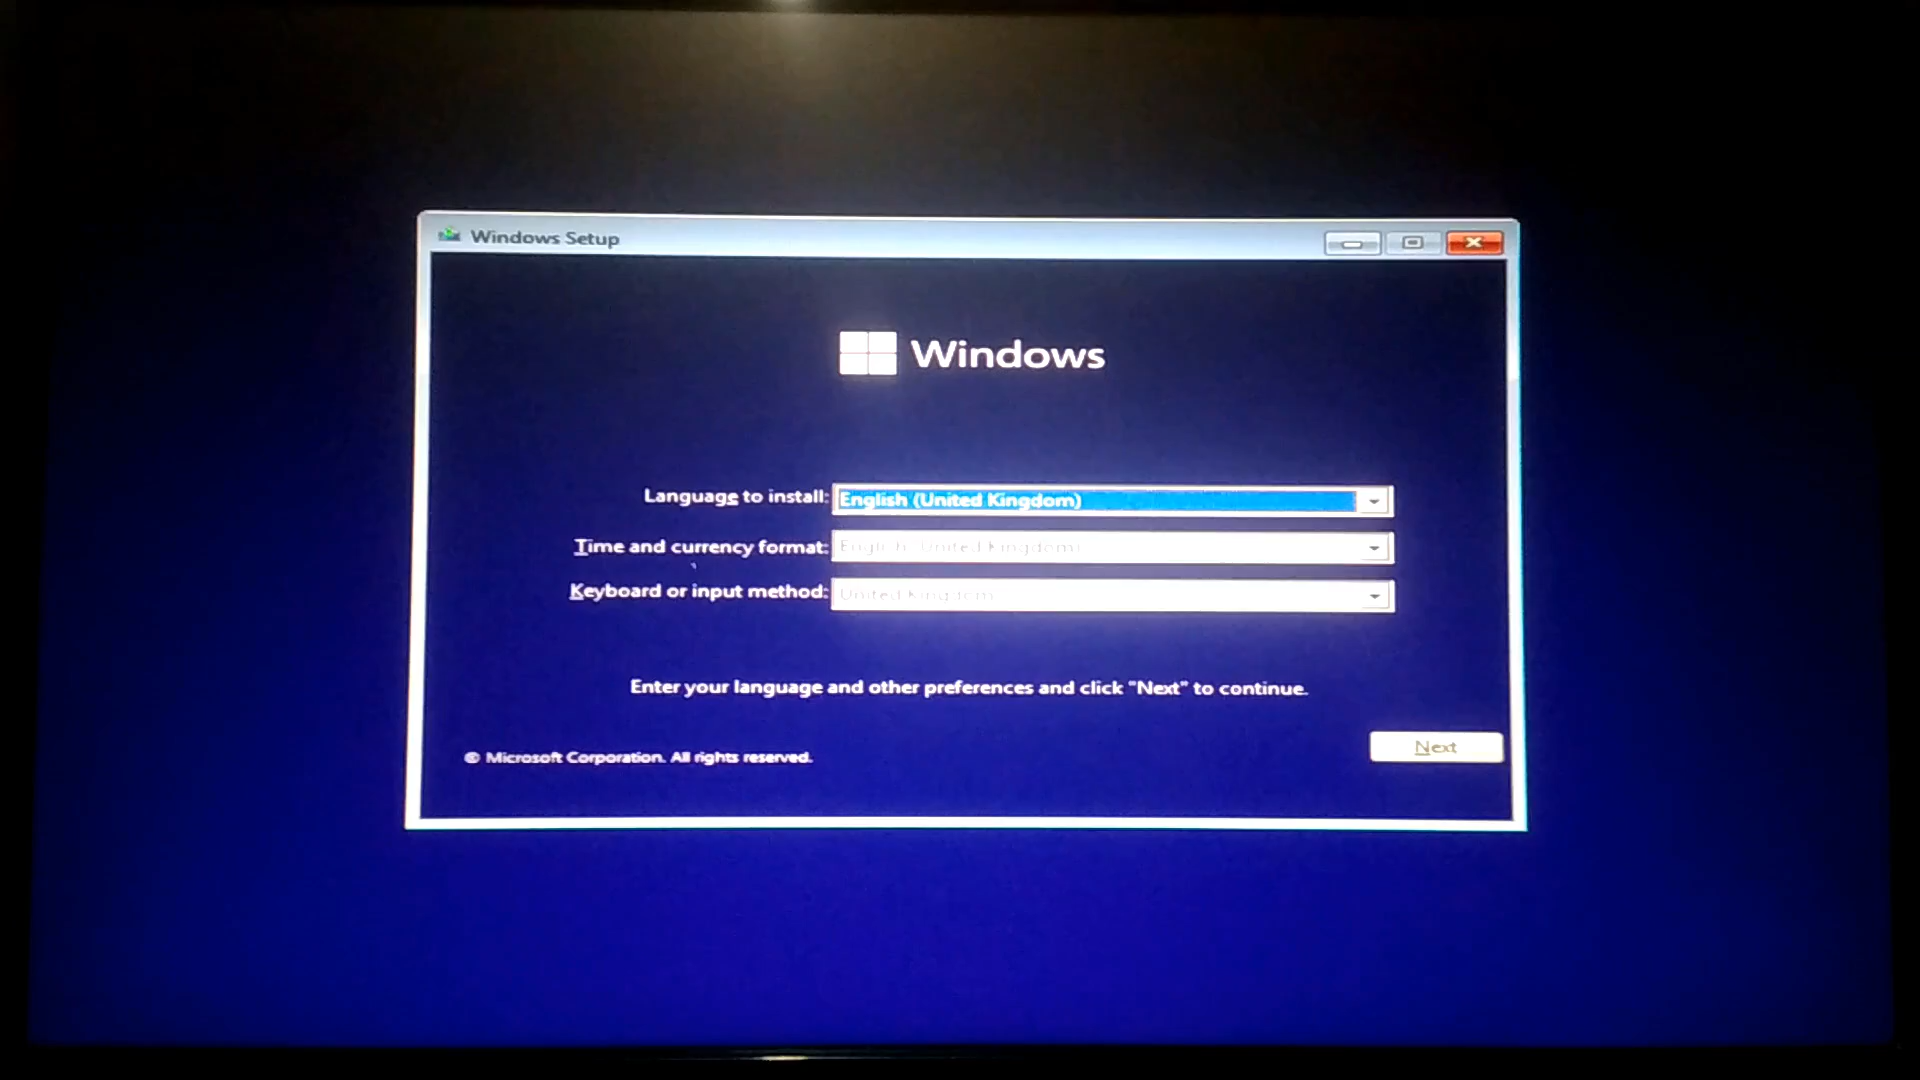 Windows Setup
Windows
Language to install: English (United Kingdom)
Time and currency format: English (United Kingdom)
Keyboard or input method: United Kingdom
Enter your language and other preferences and click "Next" to continue.
© Microsoft Corporation. All rights reserved.
Next